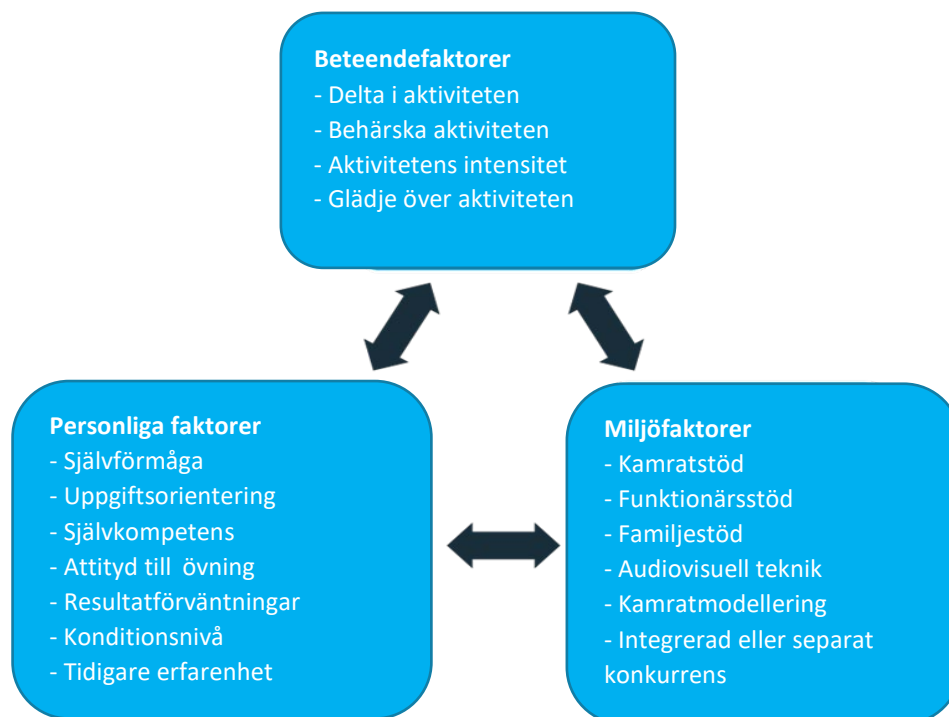 Beteendefaktorer
- Delta i aktiviteten
- Behärska aktiviteten
- Aktivitetens intensitet
- Glädje över aktiviteten
Personliga faktorer
- Självförmåga
- Uppgiftsorientering
- Självkompetens
- Attityd till övning
- Resultatförväntningar
- Konditionsnivå
- Tidigare erfarenhet
Miljöfaktorer
- Kamratstöd
- Funktionärsstöd
- Familjestöd
- Audiovisuell teknik
- Kamratmodellering
- Integrerad eller separat
konkurrens